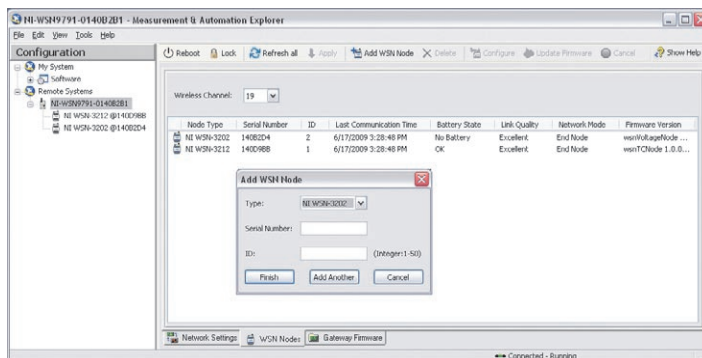 NI-WSN9791-0140B2B1 - Measurement & Automation Explorer
File Edit View Tools Help
Configuration
My System
Software
Remote Systems
NI-WSN9791-0140B2B1
NI WSN-3212 @140D9BB
NI WSN-3202 @140B2D4
Reboot Lock Refresh all Apply Add WSN Node Delete Configure Update Firmware Cancel Show Help
Wireless Channel: 19
Node Type Serial Number ID Last Communication Time Battery State Link Quality Network Mode Firmware Version
NI WSN-3202 140B2D4 2 6/17/2009 3:28:48 PM No Battery Excellent End Node wsnVoltageNode ...
NI WSN-3212 140D9BB 1 6/17/2009 3:28:48 PM OK Excellent End Node wsnTCNode 1.0.0...
Add WSN Node
Type: NI WSN-3202
Serial Number:
ID: (Integer:1-50)
Finish Add Another Cancel
Network Settings WSN Nodes Gateway Firmware
Connected - Running